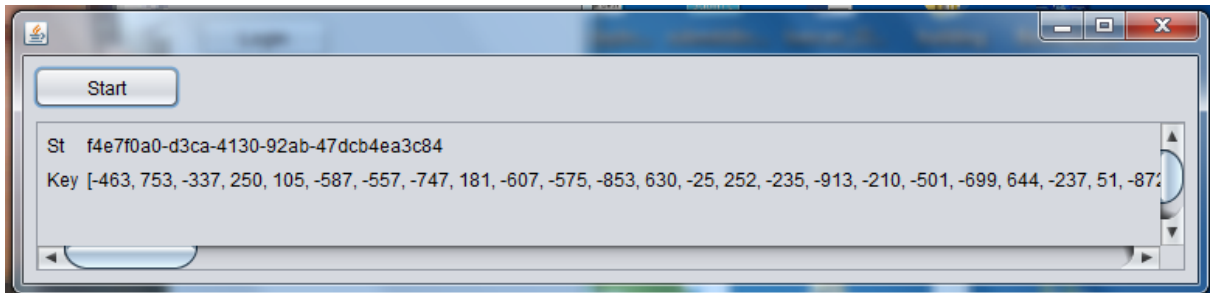 Start
St f4e7f0a0-d3ca-4130-92ab-47dcb4ea3c84
Key [-463, 753, -337, 250, 105, -587, -557, -747, 181, -607, -575, -853, 630, -25, 252, -235, -913, -210, -501, -699, 644, -237, 51, -872